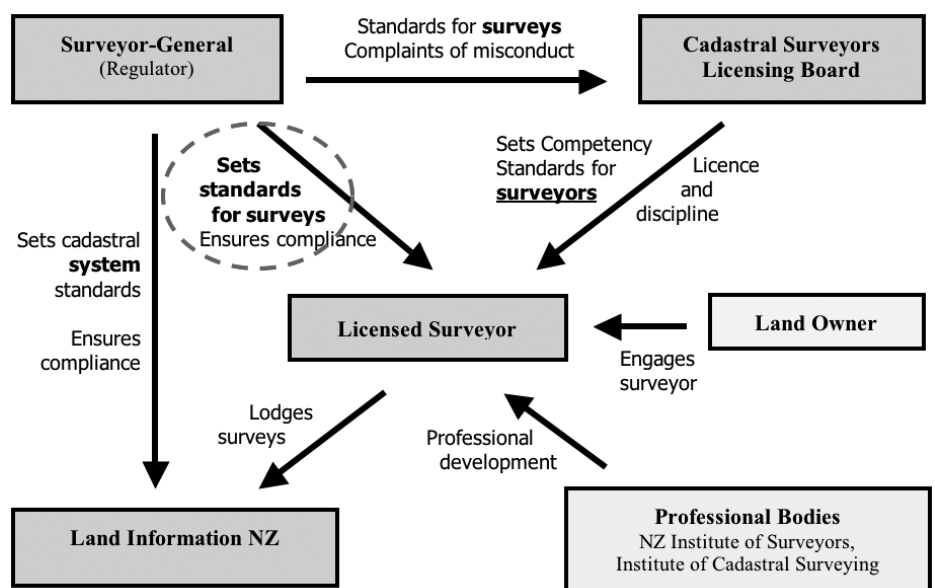 Surveyor-General
(Regulator)
Standards for surveys
Complaints of misconduct
Cadastral Surveyors
Licensing Board
Sets
standards
for surveys
Ensures compliance
Sets Competency
Standards for
surveyors
Licence
and
discipline
Sets cadastral
system
standards
Ensures
compliance
Licensed Surveyor
Land Owner
Engages
surveyor
Lodges
surveys
Professional
development
Land Information NZ
Professional Bodies
NZ Institute of Surveyors,
Institute of Cadastral Surveying